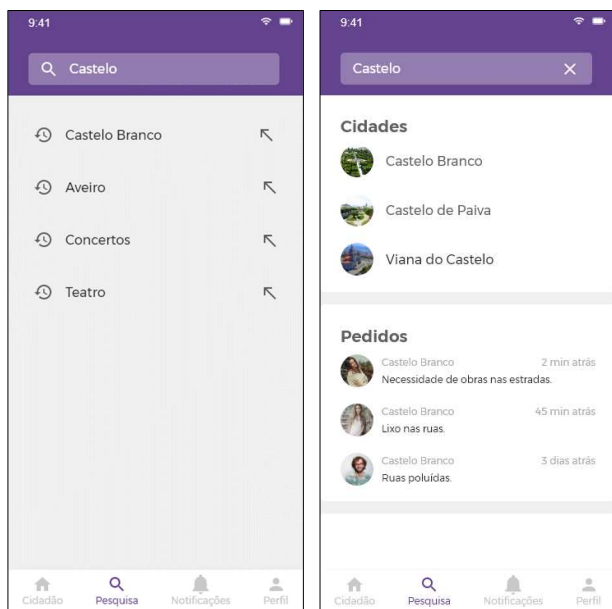 9:41
Castelo
Castelo Branco
Aveiro
Concertos
Teatro
Cidadão Pesquisa Notificações Perfil
9:41
Castelo
Cidades
Castelo Branco
Castelo de Paiva
Viana do Castelo
Pedidos
Castelo Branco 2 min atrás
Necessidade de obras nas estradas.
Castelo Branco 45 min atrás
Lixo nas ruas.
Castelo Branco 3 dias atrás
Ruas poluídas.
Cidadão Pesquisa Notificações Perfil